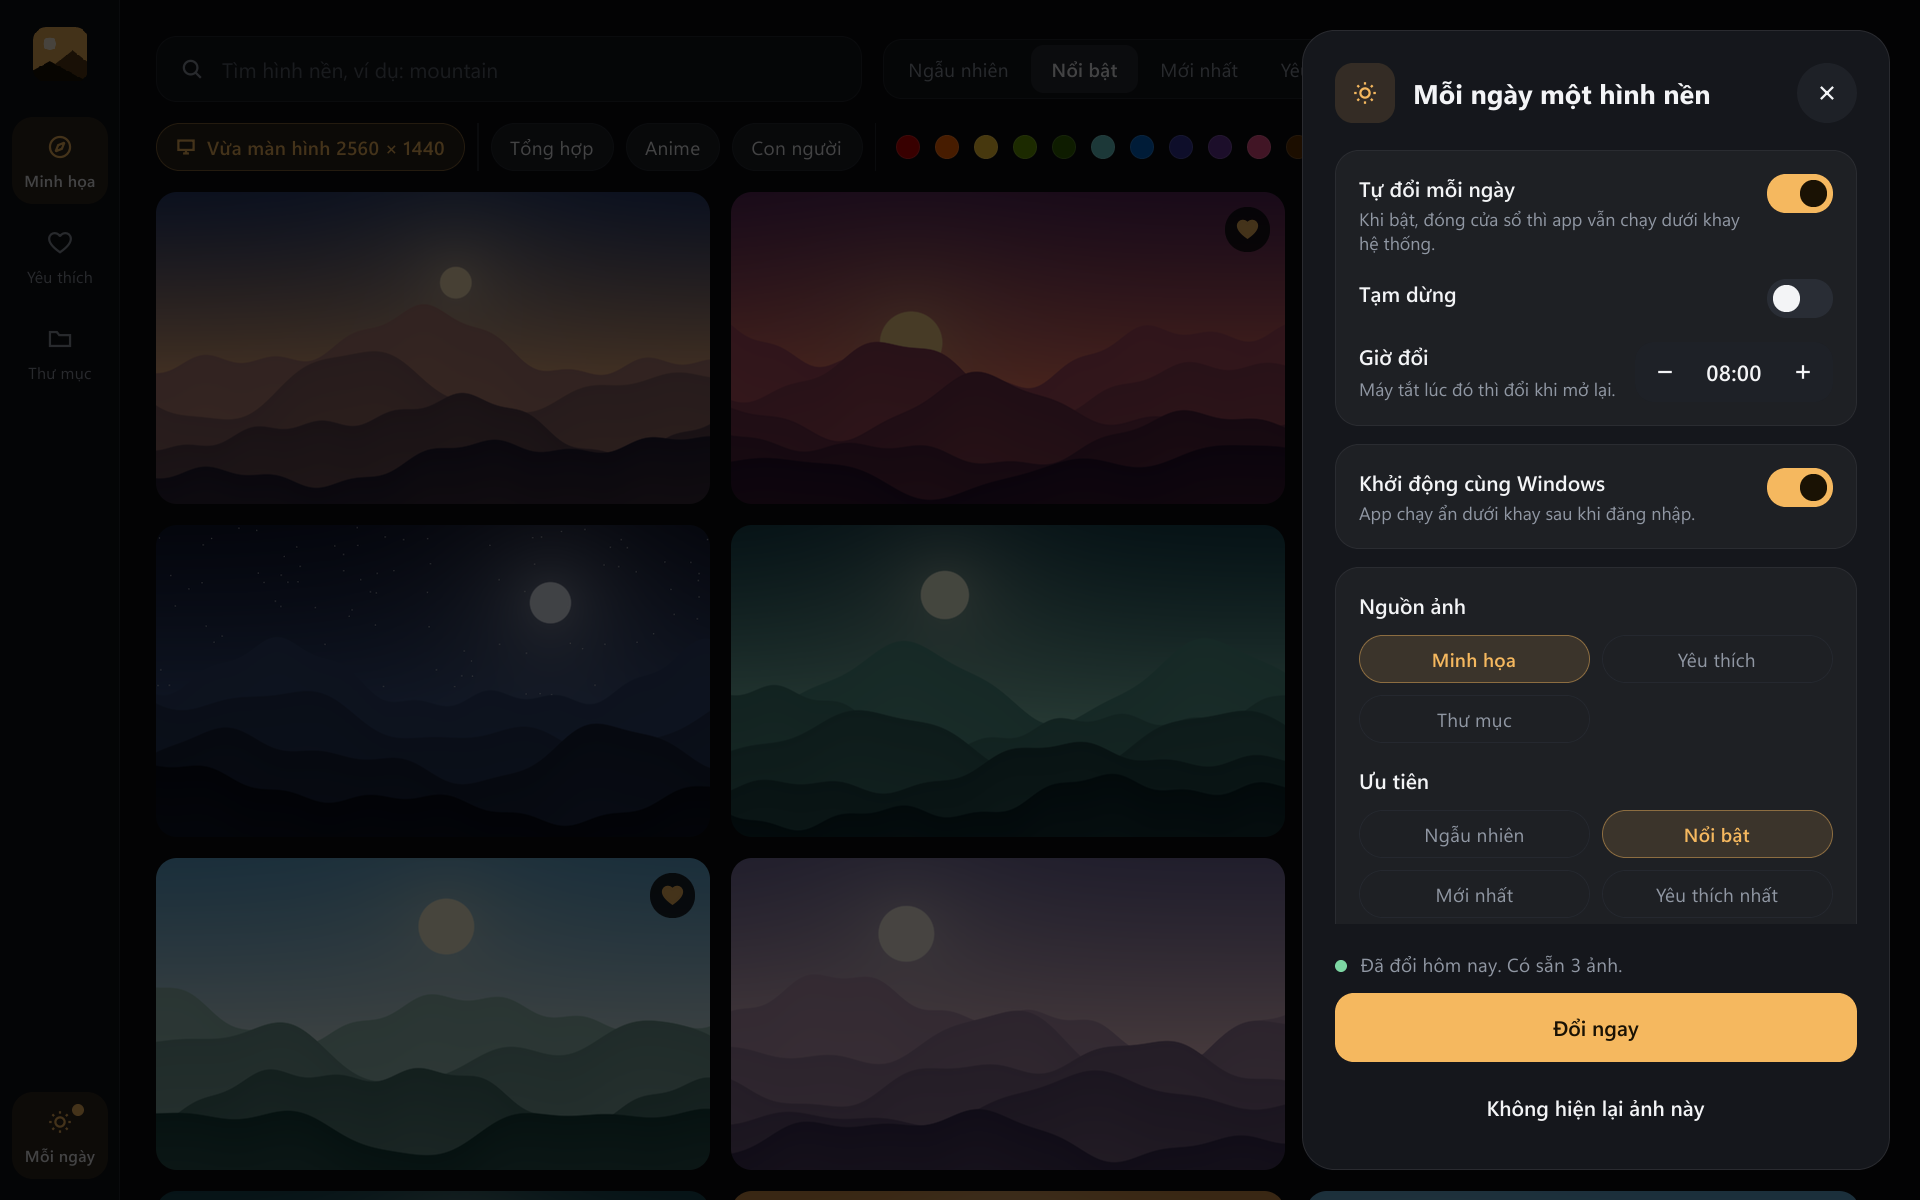 Minh họa
Yêu thích
Thư mục
Mỗi ngày
Tìm hình nền, ví dụ: mountain
Ngẫu nhiên
Nổi bật
Mới nhất
Vừa màn hình 2560 × 1440
Tổng hợp
Anime
Con người
Mỗi ngày một hình nền
Tự đổi mỗi ngày
Khi bật, đóng cửa sổ thì app vẫn chạy dưới khay
hệ thống.
Tạm dừng
Giờ đổi
Máy tắt lúc đó thì đổi khi mở lại.
− 08:00 +
Khởi động cùng Windows
App chạy ẩn dưới khay sau khi đăng nhập.
Nguồn ảnh
Minh họa
Yêu thích
Thư mục
Ưu tiên
Ngẫu nhiên
Nổi bật
Mới nhất
Yêu thích nhất
Đã đổi hôm nay. Có sẵn 3 ảnh.
Đổi ngay
Không hiện lại ảnh này